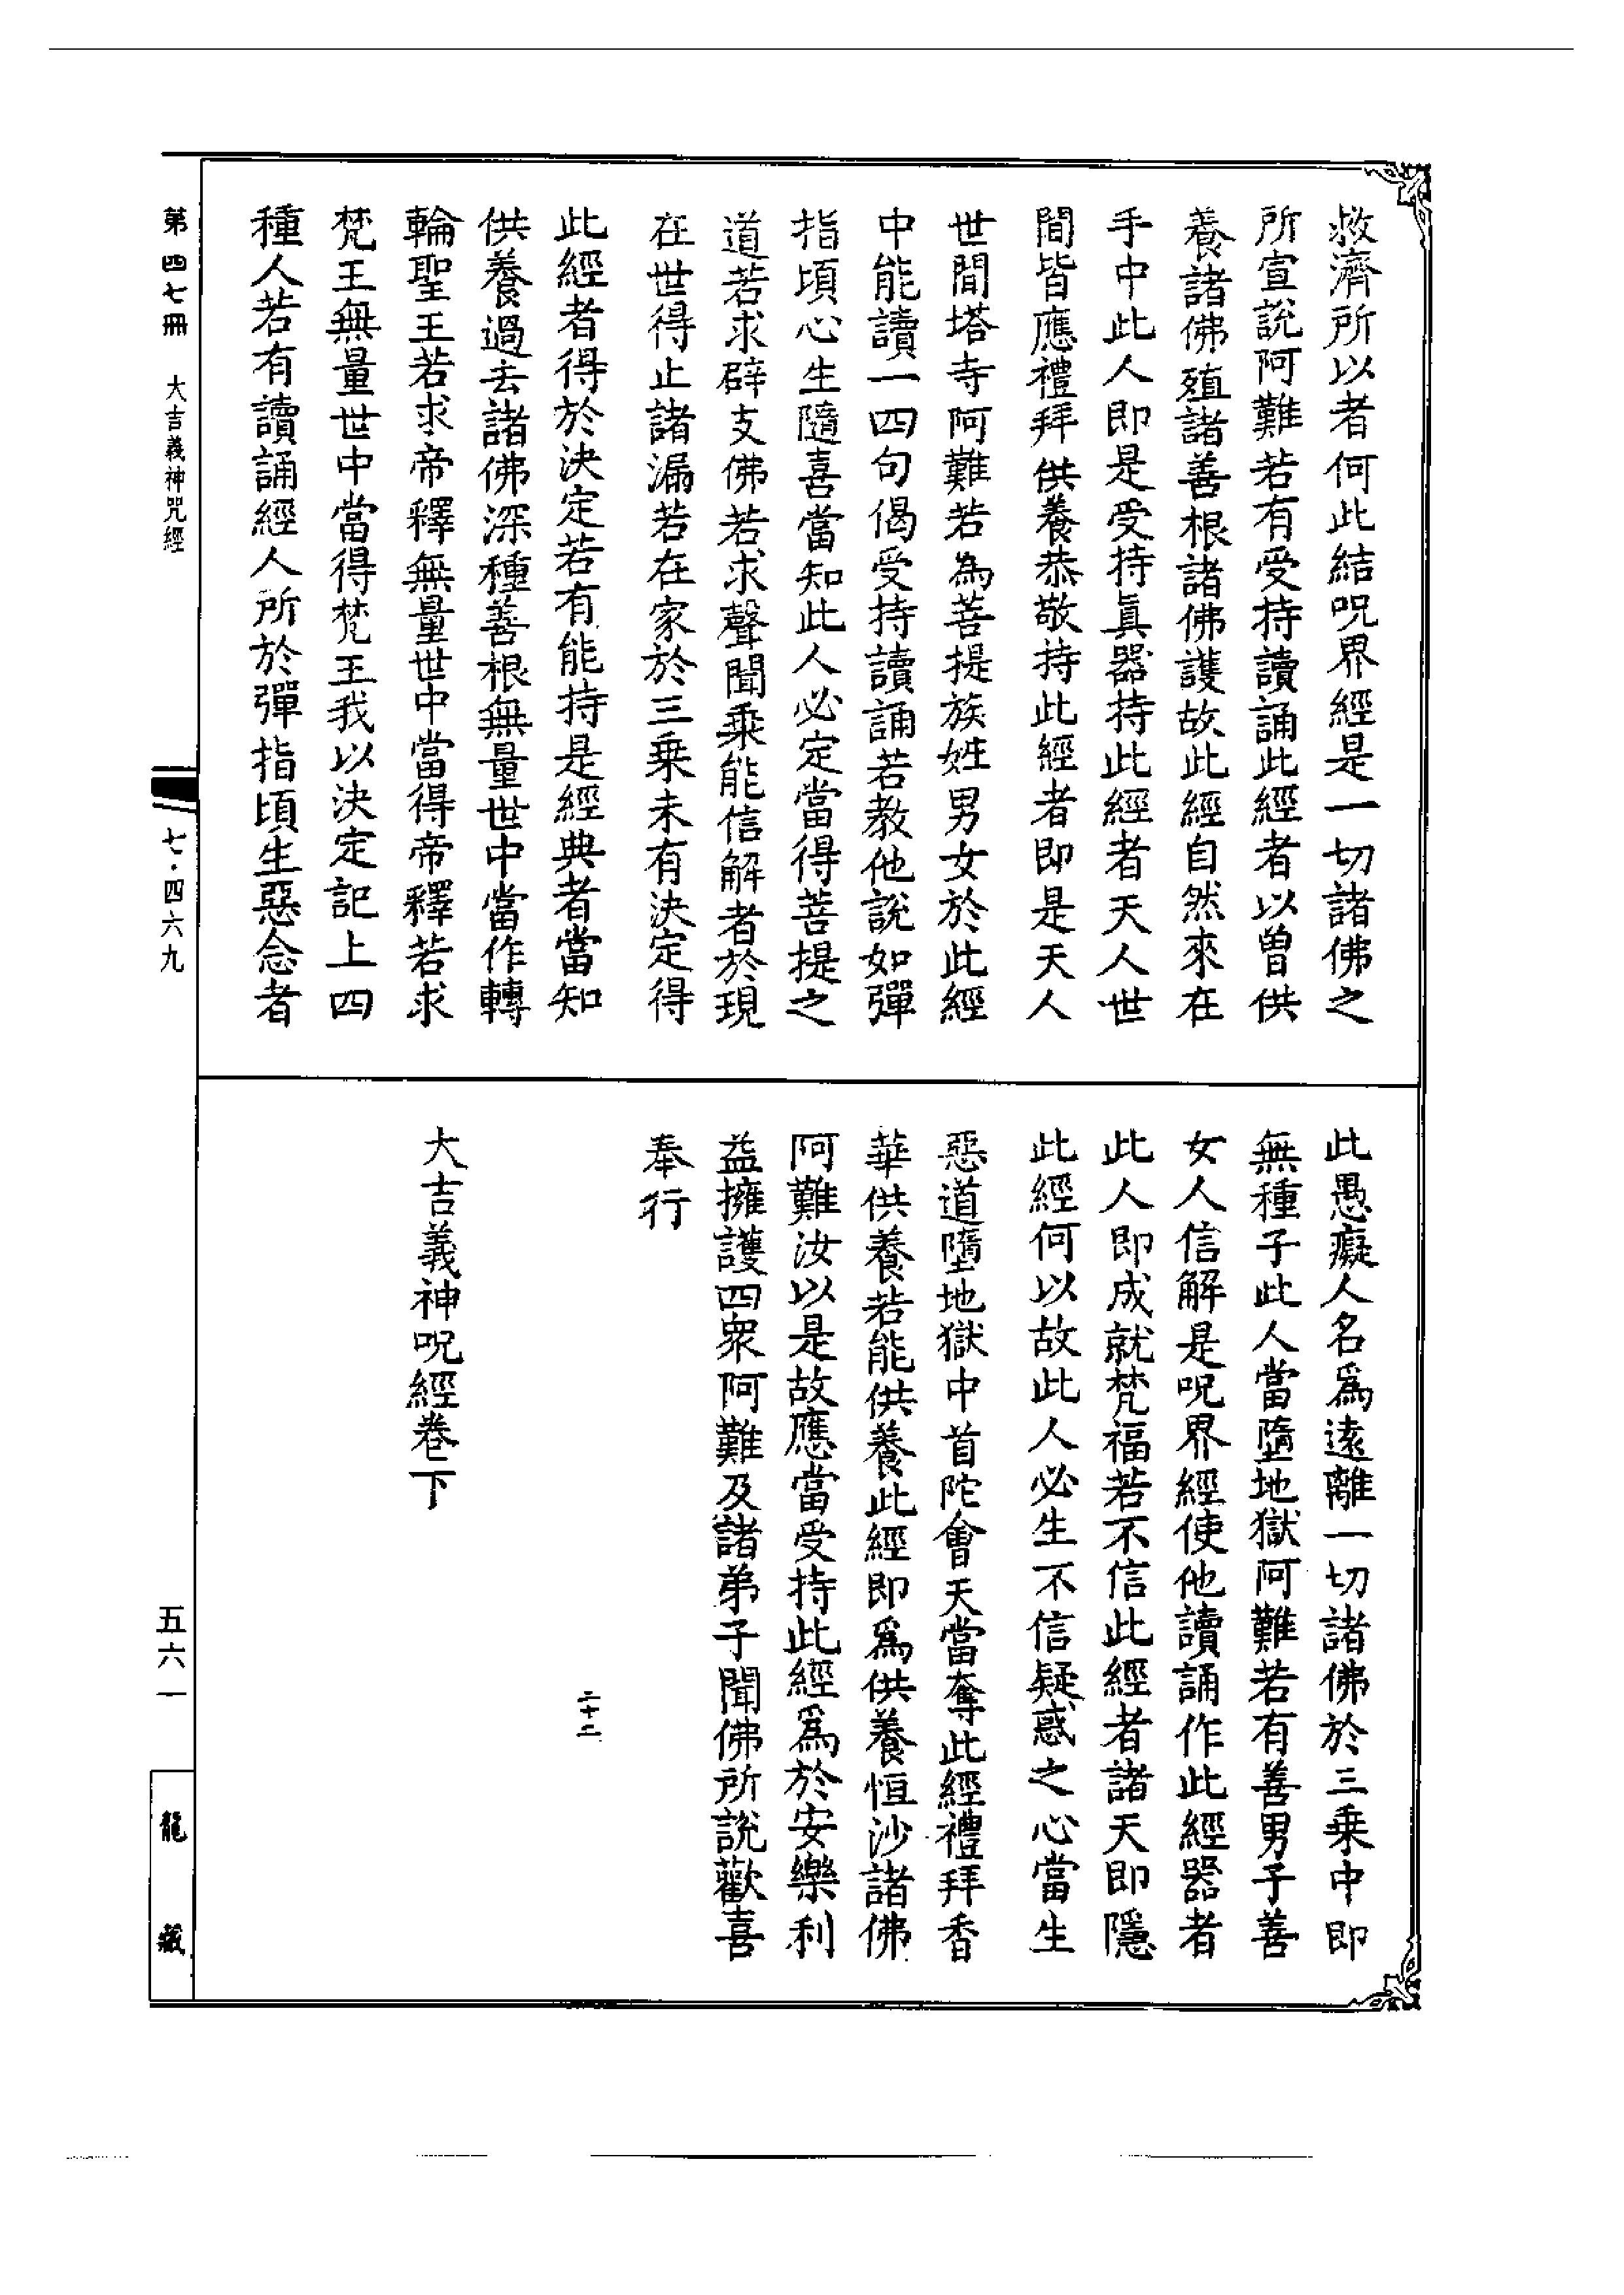 救濟所以者何此結呪界經是一切諸佛之
所宣說阿難若有受持讀誦此經者以曾供
養諸佛殖諸善根諸佛護故此經自然來在
手中此人即是受持眞器持此經者天人世
間皆應禮拜供養恭敬持此經者即是天人
世間塔寺阿難若為菩提族姓男女於此經
中能讀一四句偈受持讀誦若教他說如彈
指頃心生隨喜當知此人必定當得菩提之
道若求辟支佛若求聲聞乘能信解者於現
在世得止諸漏若在家於三乘未有決定得
此經者得於決定若有能持是經典者當知
供養過去諸佛深種善根無量世中當作轉
輪聖王若求帝釋無量世中當得帝釋若求
梵王無量世中當得梵王我以決定記上四
種人若有讀誦經人所於彈指頃生惡念者
此愚癡人名爲遠離一切諸佛於三乘中即
無種子此人當墮地獄阿難若有善男子善
女人信解是呪界經使他讀誦作此經器者
此人即成就梵福若不信此經者諸天即隱
此經何以故此人必生不信疑惑之心當生
惡道墮地獄中首陀會天當奪此經禮拜香
華供養若能供養此經即爲供養恒沙諸佛
阿難汝以是故應當受持此經爲於安樂利
益擁護四衆阿難及諸弟子聞佛所說歡喜
奉行
二十二
大吉義神呪經卷下
第四七冊 大吉義神咒經
七·四六九
五六一
龍藏